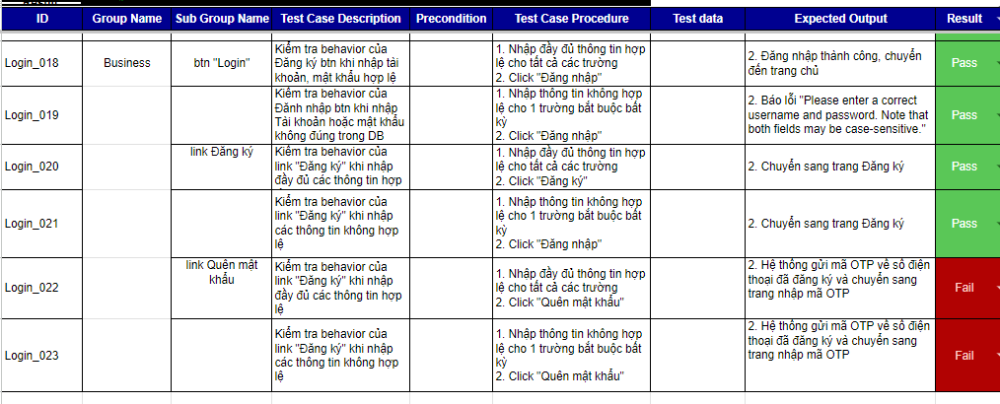 ID Group Name Sub Group Name Test Case Description Precondition Test Case Procedure Test data Expected Output Result
Login_018
Business
btn "Login"
Kiểm tra behavior của
Đăng ký btn khi nhập tài
khoản, mật khẩu hợp lệ
1. Nhập đầy đủ thông tin hợp
lệ cho tất cả các trường
2. Click "Đăng nhập"
2. Đăng nhập thành công, chuyển
đến trang chủ
Pass
Login_019
Kiểm tra behavior của
Đănh nhập btn khi nhập
Tải khoản hoặc mật khẩu
không đúng trong DB
1. Nhập thông tin không hợp
lệ cho 1 trường bắt buộc bất
kỳ
2. Click "Đăng nhập"
2. Báo lỗi "Please enter a correct
username and password. Note that
both fields may be case-sensitive."
Pass
Login_020
link Đăng ký
Kiểm tra behavior của
link "Đăng ký" khi nhập
đầy đủ các thông tin hợp
1. Nhập đầy đủ thông tin hợp
lệ cho tất cả các trường
2. Click "Đăng ký"
2. Chuyển sang trang Đăng ký
Pass
Login_021
Kiểm tra behavior của
link "Đăng ký" khi nhập
các thông tin không hợp
lệ
1. Nhập thông tin không hợp
lệ cho 1 trường bắt buộc bất
kỳ
2. Click "Đăng nhập"
2. Chuyển sang trang Đăng ký
Pass
Login_022
link Quên mật
khẩu
Kiểm tra behavior của
link "Đăng ký" khi nhập
đầy đủ các thông tin hợp
lệ
1. Nhập đầy đủ thông tin hợp
lệ cho tất cả các trường
2. Click "Quên mật khẩu"
2. Hệ thống gửi mã OTP về số điện
thoại đã đăng ký và chuyển sang
trang nhập mã OTP
Fail
Login_023
Kiểm tra behavior của
link "Đăng ký" khi nhập
các thông tin không hợp
lệ
1. Nhập thông tin không hợp
lệ cho 1 trường bắt buộc bất
kỳ
2. Click "Quên mật khẩu"
2. Hệ thống gửi mã OTP về số điện
thoại đã đăng ký và chuyển sang
trang nhập mã OTP
Fail